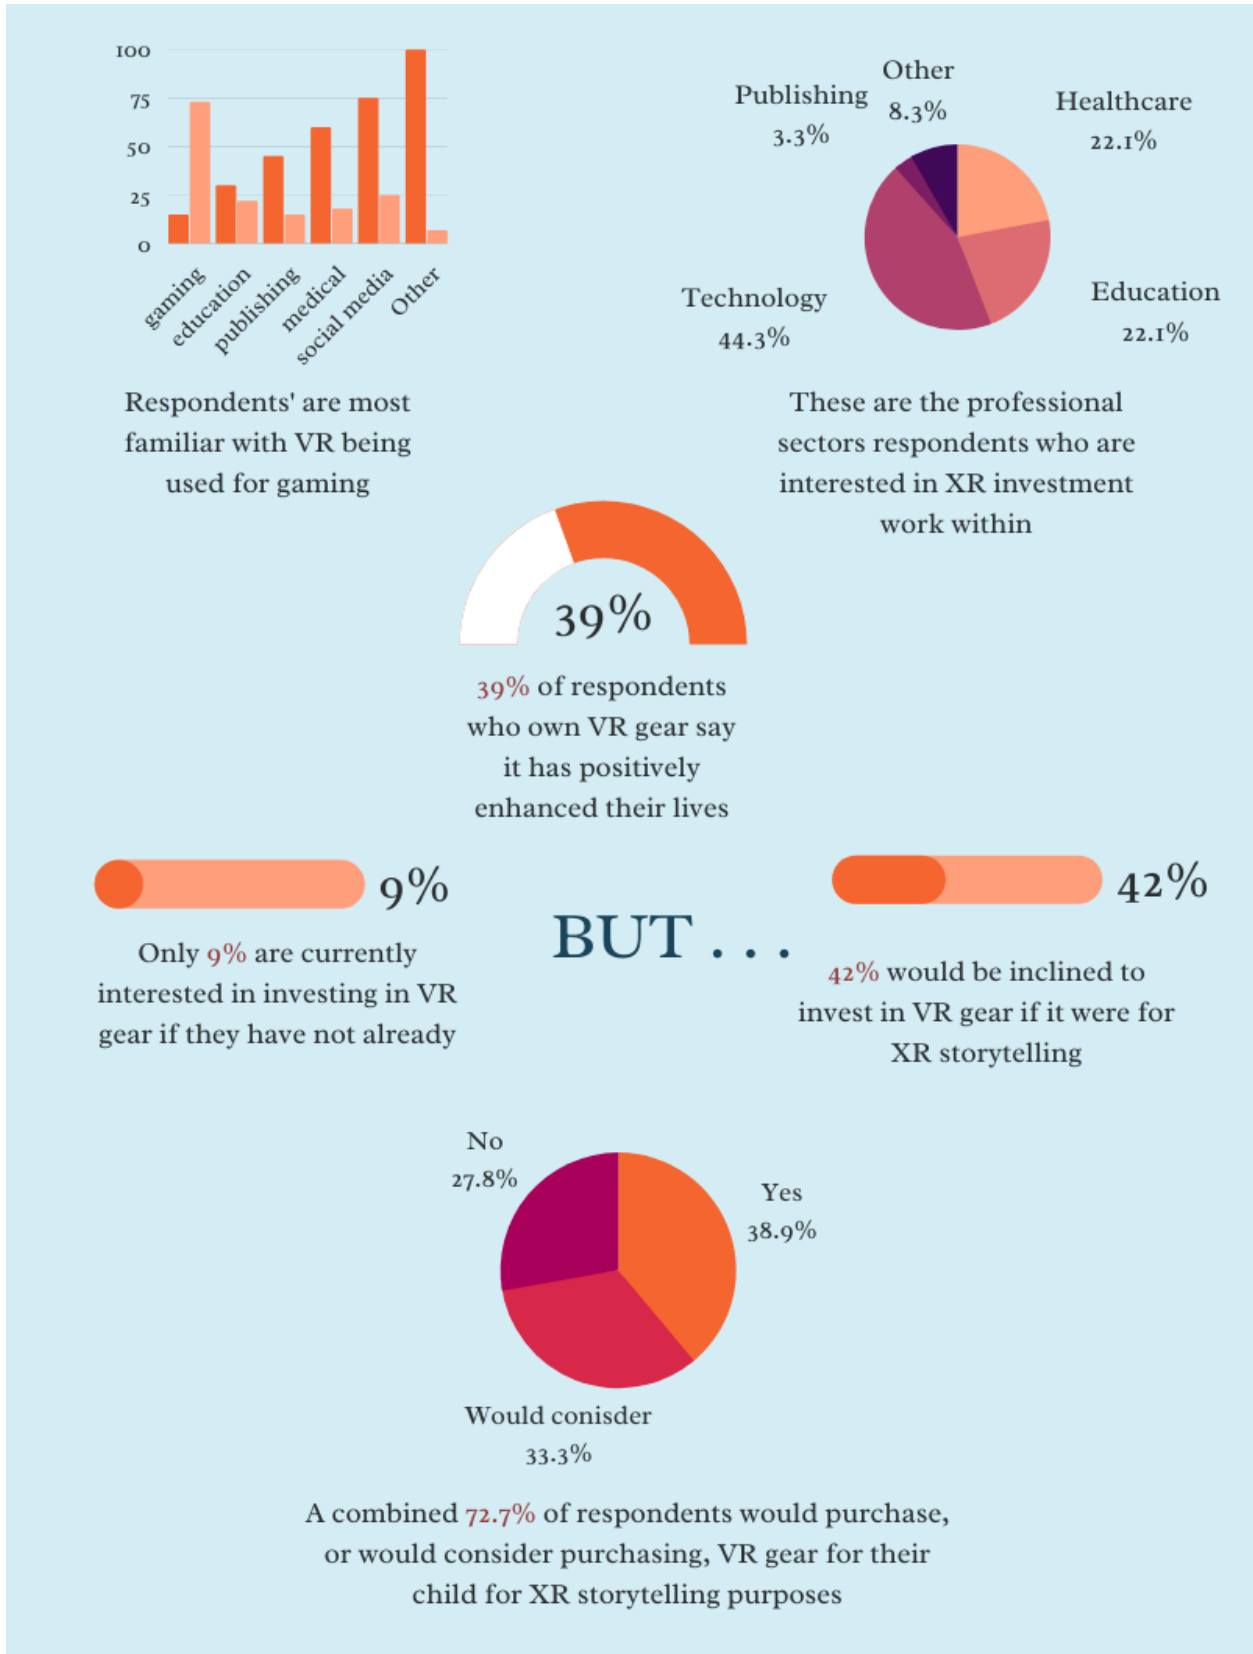 100
75
50
25
0
gaming
education
publishing
medical
social media
Other
Respondents' are most
familiar with VR being
used for gaming
Other
8.3%
Publishing
3.3%
Healthcare
22.1%
Technology
44.3%
Education
22.1%
These are the professional
sectors respondents who are
interested in XR investment
work within
39%
39% of respondents
who own VR gear say
it has positively
enhanced their lives
9%
Only 9% are currently
interested in investing in VR
gear if they have not already
BUT . . .
42%
42% would be inclined to
invest in VR gear if it were for
XR storytelling
No
27.8%
Yes
38.9%
Would conisder
33.3%
A combined 72.7% of respondents would purchase,
or would consider purchasing, VR gear for their
child for XR storytelling purposes